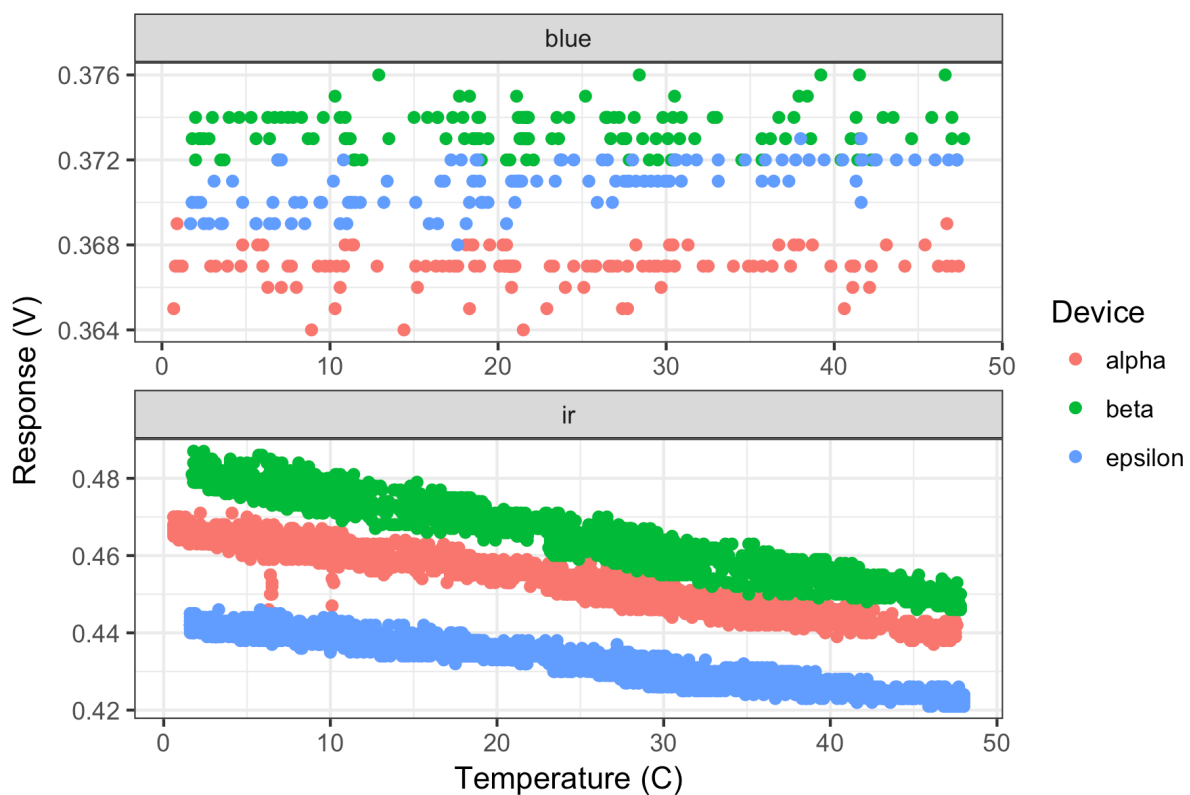 blue
0.376
0.372
0.368
0.364
0 10 20 30 40 50
ir
0.48
0.46
0.44
0.42
0 10 20 30 40 50
Temperature (C)
Response (V)
Device
alpha
beta
epsilon